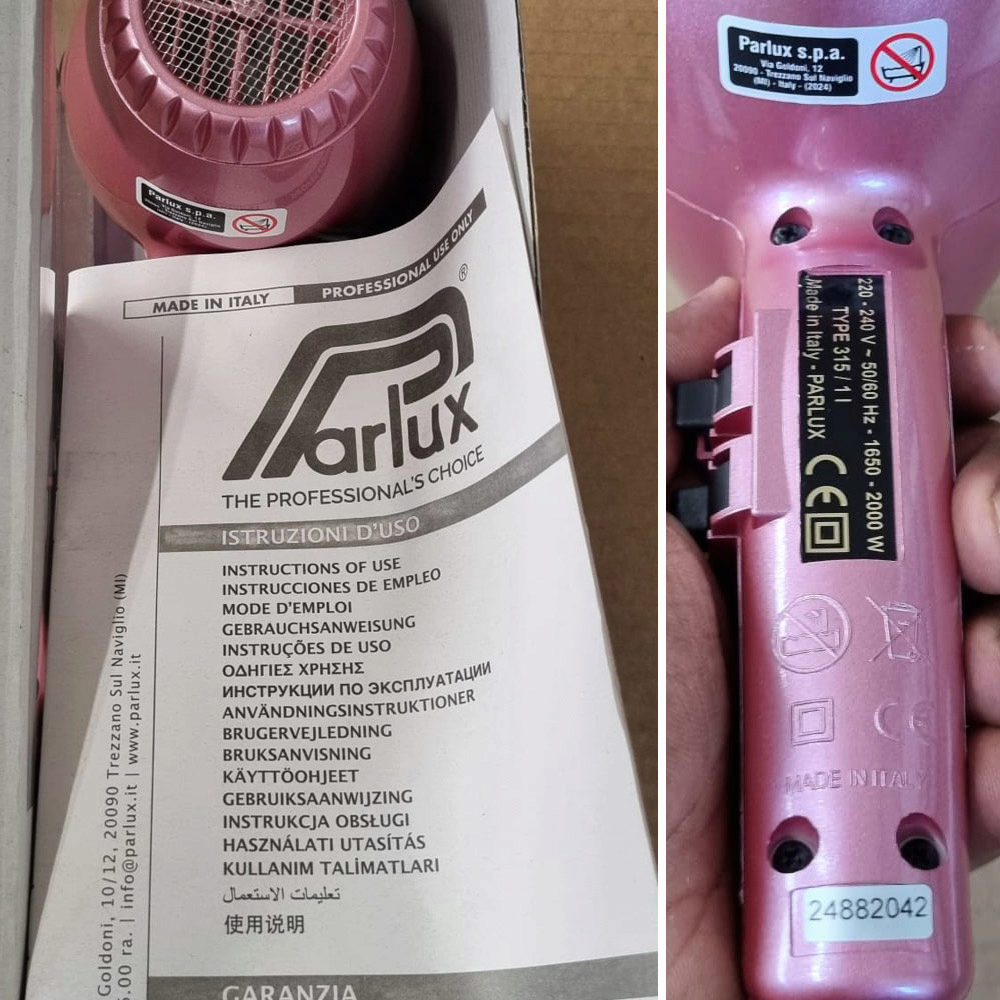 Parlux s.p.a.
MADE IN ITALY
PROFESSIONAL USE ONLY
®
Parlux
THE PROFESSIONAL'S CHOICE
ISTRUZIONI D'USO
INSTRUCTIONS OF USE
INSTRUCCIONES DE EMPLEO
MODE D'EMPLOI
GEBRAUCHSANWEISUNG
INSTRUÇÕES DE USO
ΟΔΗΓΙΕΣ ΧΡΗΣΗΣ
ИНСТРУКЦИИ ПО ЭКСПЛУАТАЦИИ
ANVÄNDNINGSINSTRUKTIONER
BRUGERVEJLEDNING
BRUKSANVISNING
KÄYTTÖOHJEET
GEBRUIKSAANWIJZING
INSTRUKCJA OBSŁUGI
HASZNÁLATI UTASÍTÁS
KULLANIM TALİMATLARI
تعليمات الاستعمال
使用说明
GARANZIA
Goldoni, 10/12, 20090 Trezzano Sul Naviglio (MI)
.00 ra. | info@parlux.it | www.parlux.it
Parlux s.p.a.
Via Goldoni, 12
20090 - Trezzano Sul Naviglio
(MI) - Italy - (2024)
220 - 240 V ~ 50/60 Hz - 1650 - 2000 W
TYPE 315 / 1 I
Made in Italy - PARLUX CE
CE
MADE IN ITALY
24882042